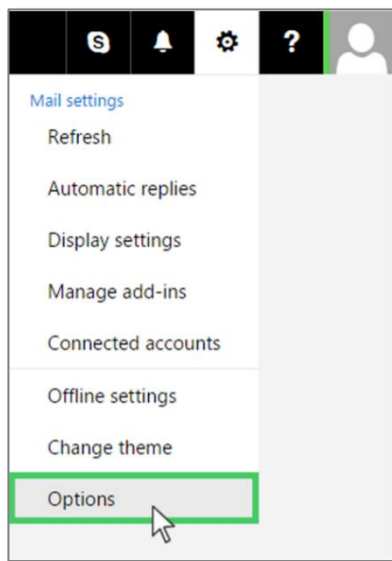 ?
Mail settings
Refresh
Automatic replies
Display settings
Manage add-ins
Connected accounts
Offline settings
Change theme
Options